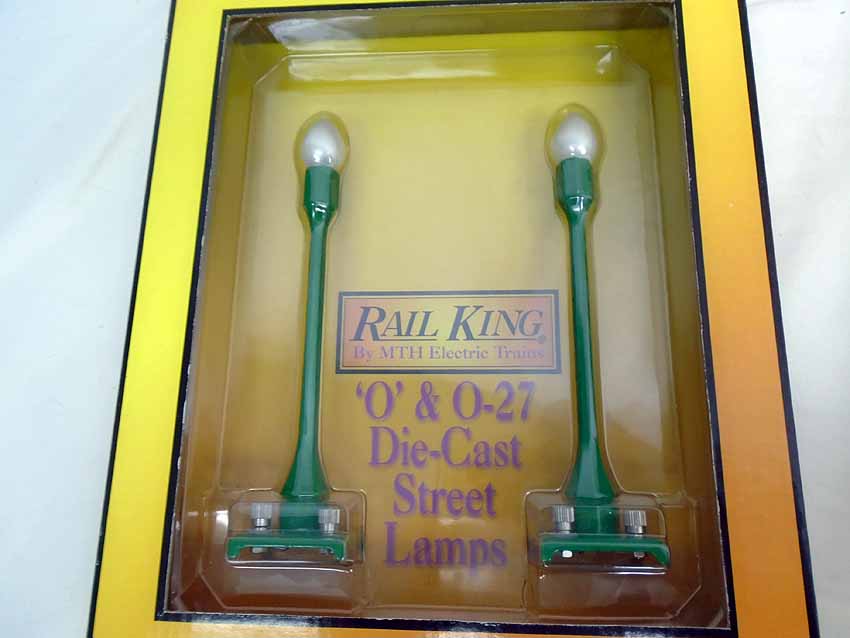 RAIL KING®
By MTH Electric Trains
'O' & O-27
Die-Cast
Street
Lamps